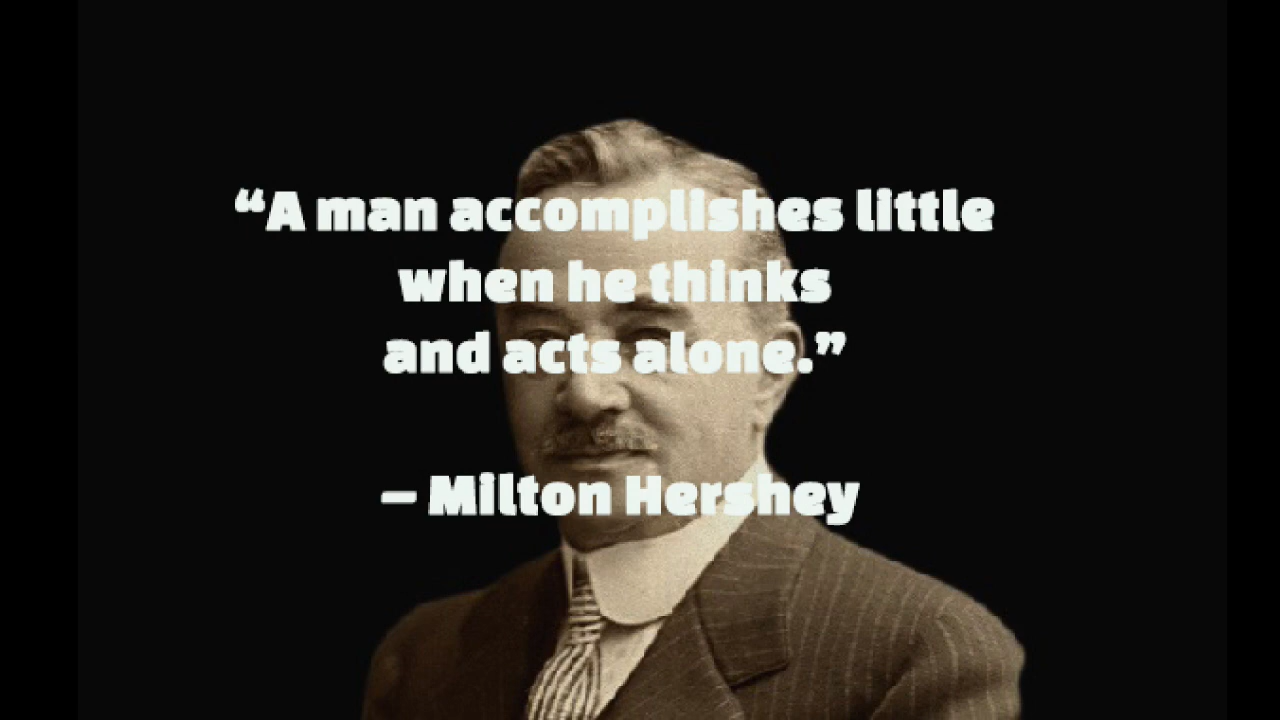 “A man accomplishes little
when he thinks
and acts alone.”
– Milton Hershey